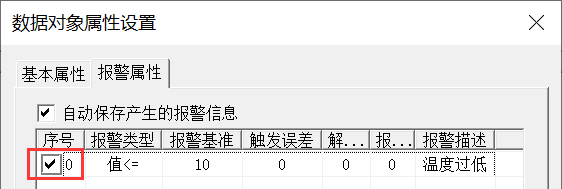 数据对象属性设置
基本属性 报警属性
自动保存产生的报警信息
序号 报警类型 报警基准 触发误差 解... 报... 报警描述
0 值<= 10 0 0 0 温度过低